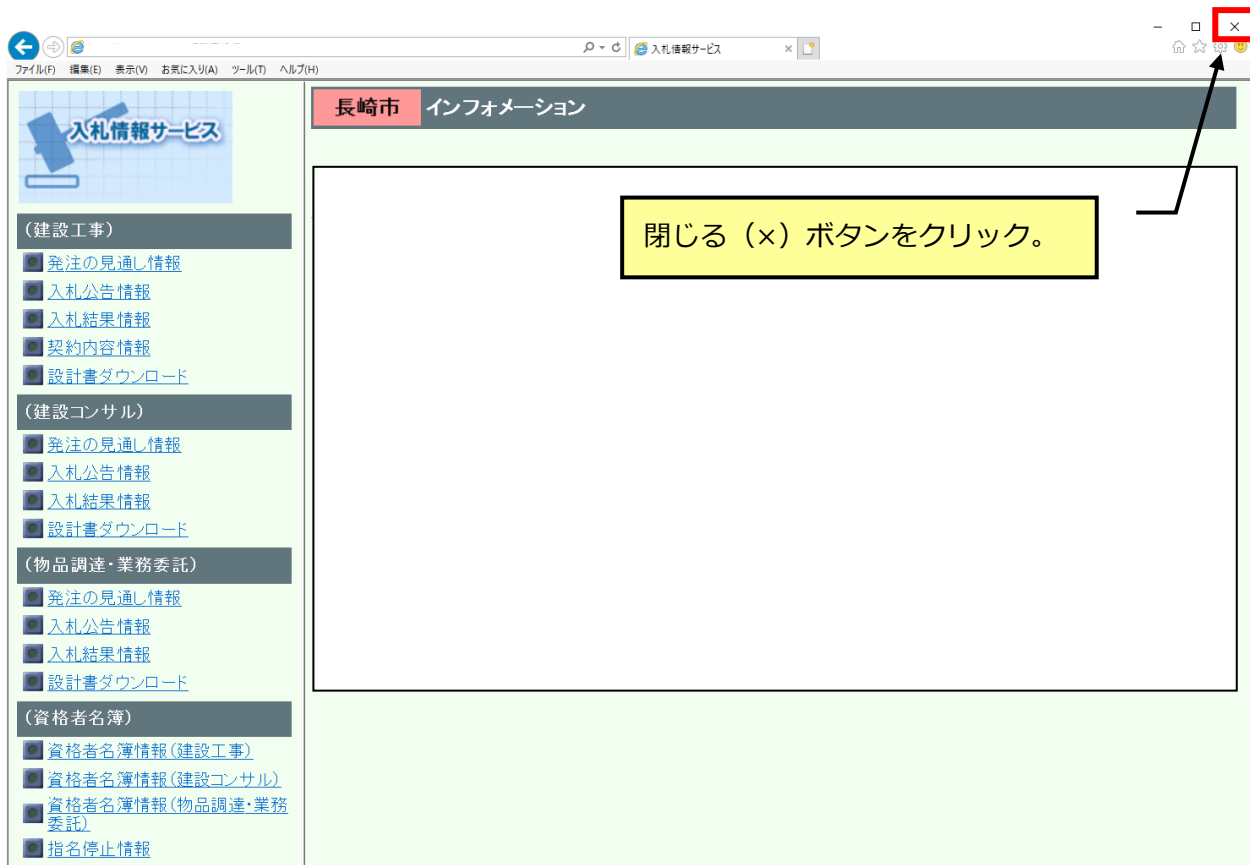 入札情報サービス
ファイル(F) 編集(E) 表示(V) お気に入り(A) ツール(T) ヘルプ(H)
入札情報サービス
長崎市 インフォメーション
閉じる（×）ボタンをクリック。
(建設工事)
発注の見通し情報
入札公告情報
入札結果情報
契約内容情報
設計書ダウンロード
(建設コンサル)
発注の見通し情報
入札公告情報
入札結果情報
設計書ダウンロード
(物品調達・業務委託)
発注の見通し情報
入札公告情報
入札結果情報
設計書ダウンロード
(資格者名簿)
資格者名簿情報(建設工事)
資格者名簿情報(建設コンサル)
資格者名簿情報(物品調達・業務
委託)
指名停止情報